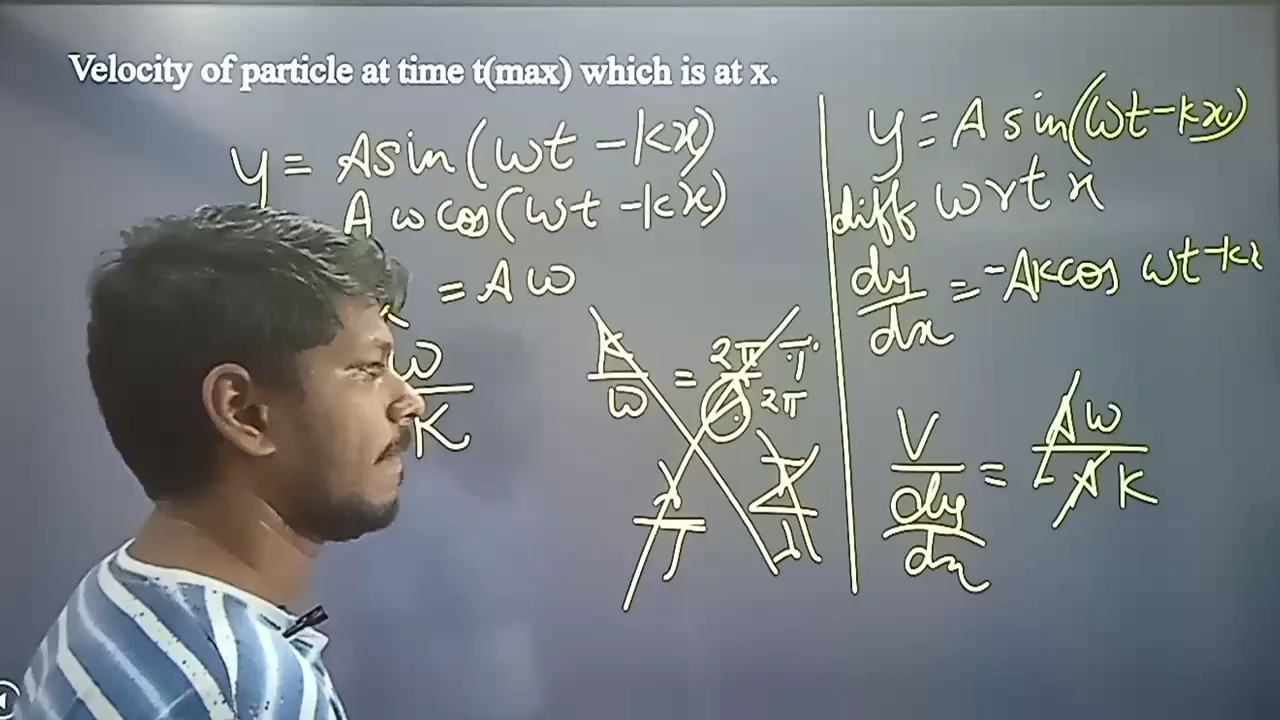 Velocity of particle at time t(max) which is at x.
y = A sin(ωt - kx)
A ω cos(ωt - kx)
= A ω
ω
K
K
ω
= 2π T
2π
y = A sin(ωt - kx)
diff w r t x
dy
dx
= -Ak cos ωt - kx
V
dy
dx
= Aω
-AK